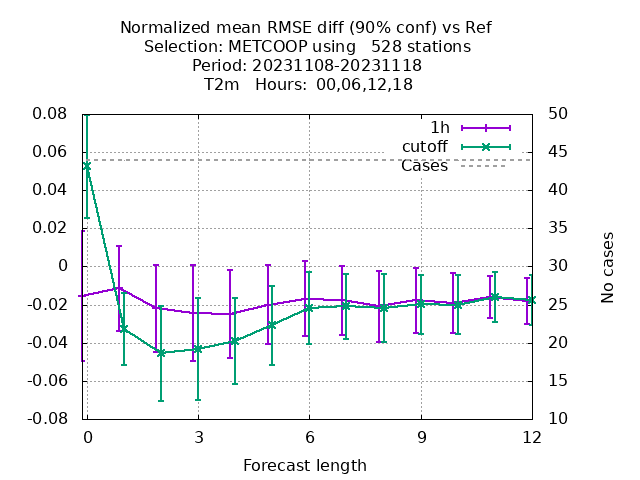 Normalized mean RMSE diff (90% conf) vs Ref
Selection: METCOOP using   528 stations
Period: 20231108-20231118
T2m   Hours:  00,06,12,18
0.08
0.06
0.04
0.02
0
-0.02
-0.04
-0.06
-0.08
1h
cutoff
Cases
50
45
40
35
30
25
20
15
10
No cases
0 3 6 9 12
Forecast length